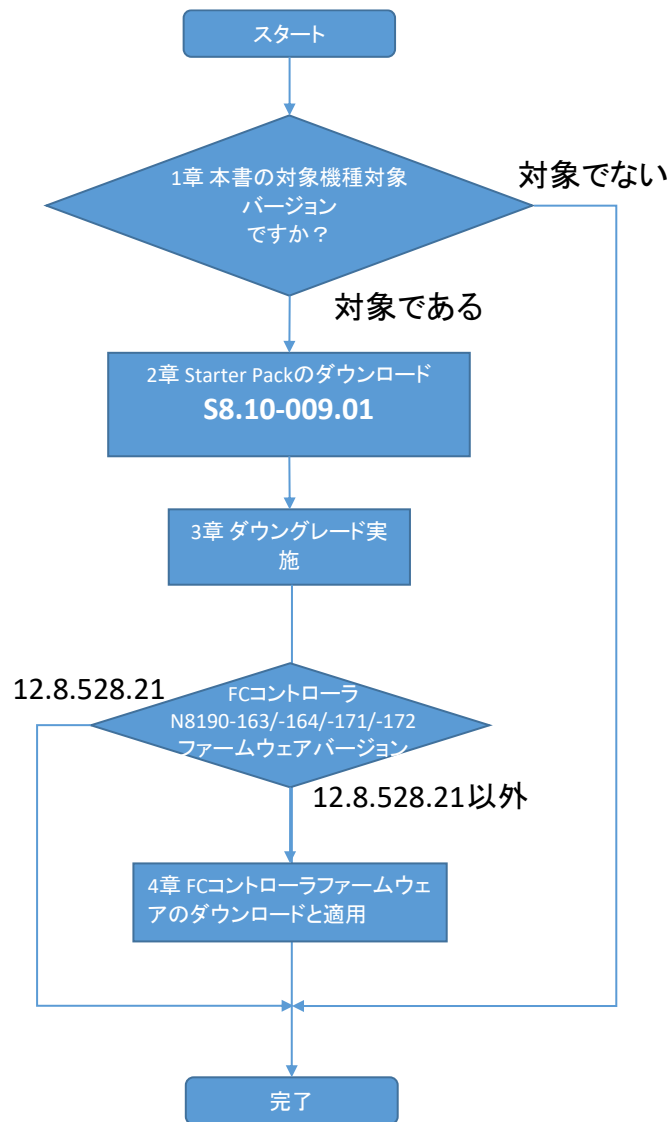 スタート
1章 本書の対象機種対象
バージョン
ですか？
対象でない
対象である
2章 Starter Packのダウンロード
S8.10-009.01
3章 ダウングレード実
施
12.8.528.21
FCコントローラ
N8190-163/-164/-171/-172
ファームウェアバージョン
12.8.528.21以外
4章 FCコントローラファームウェ
アのダウンロードと適用
完了